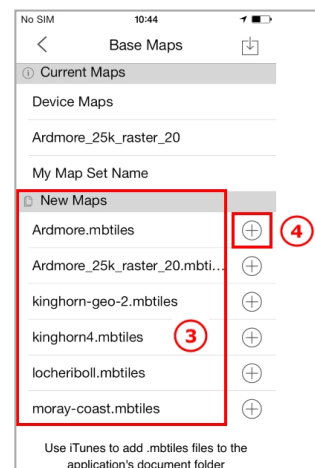 No SIM 10:44
Base Maps
Current Maps
Device Maps
Ardmore_25k_raster_20
My Map Set Name
New Maps
Ardmore.mbtiles
4
Ardmore_25k_raster_20.mbti...
kinghorn-geo-2.mbtiles
kinghorn4.mbtiles
3
locheriboll.mbtiles
moray-coast.mbtiles
Use iTunes to add .mbtiles files to the
application's document folder